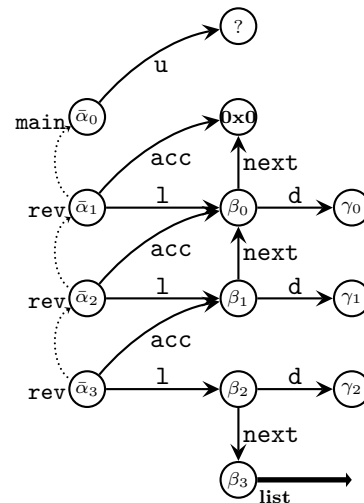 ?
u
main ᾱ₀ 0x0
acc next
rev ᾱ₁ l β₀ d γ₀
acc next
rev ᾱ₂ l β₁ d γ₁
acc
rev ᾱ₃ l β₂ d γ₂
next
β₃
list